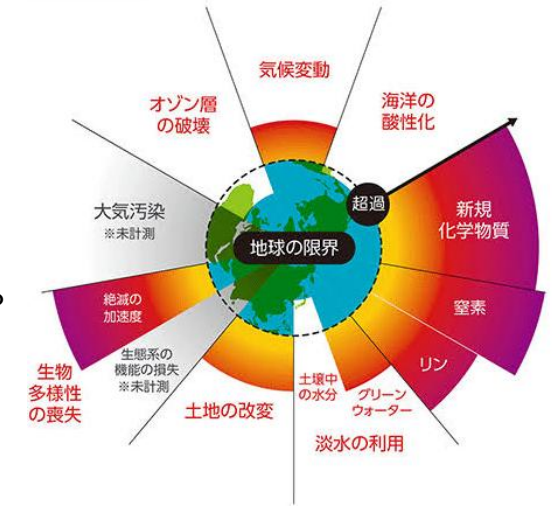 気候変動
海洋の
酸性化
オゾン層
の破壊
超過
新規
化学物質
大気汚染
※未計測
地球の限界
窒素
絶滅の
加速度
リン
生態系の
機能の損失
※未計測
生物
多様性
の喪失
土地の改変
土壌中
の水分
グリーン
ウォーター
淡水の利用